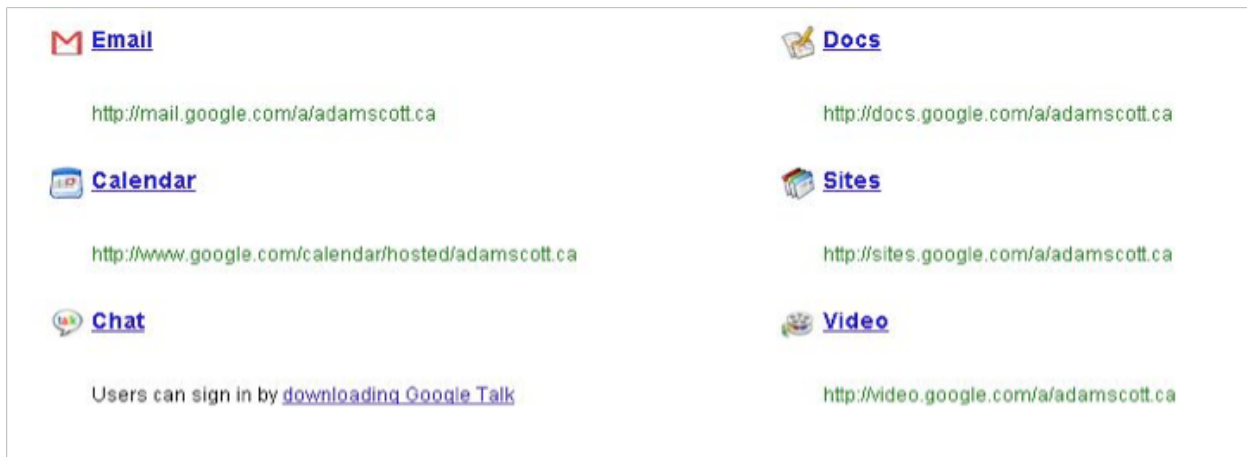 Email
http://mail.google.com/a/adamscott.ca
Calendar
http://www.google.com/calendar/hosted/adamscott.ca
talk
Chat
Users can sign in by downloading Google Talk
Docs
http://docs.google.com/a/adamscott.ca
Sites
http://sites.google.com/a/adamscott.ca
Video
http://video.google.com/a/adamscott.ca